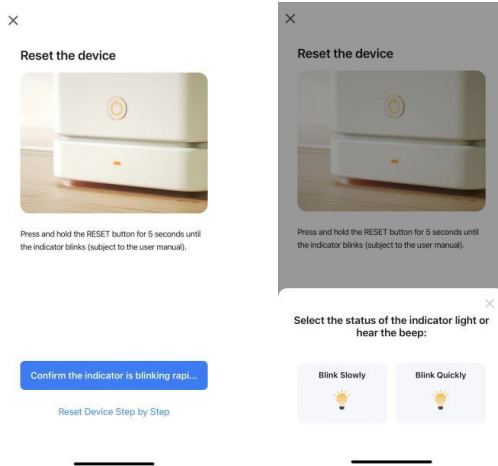 Reset the device
Press and hold the RESET button for 5 seconds until
the indicator blinks (subject to the user manual).
Confirm the indicator is blinking rapi...
Reset Device Step by Step
Reset the device
Press and hold the RESET button for 5 seconds until
the indicator blinks (subject to the user manual).
Select the status of the indicator light or
hear the beep:
Blink Slowly
Blink Quickly